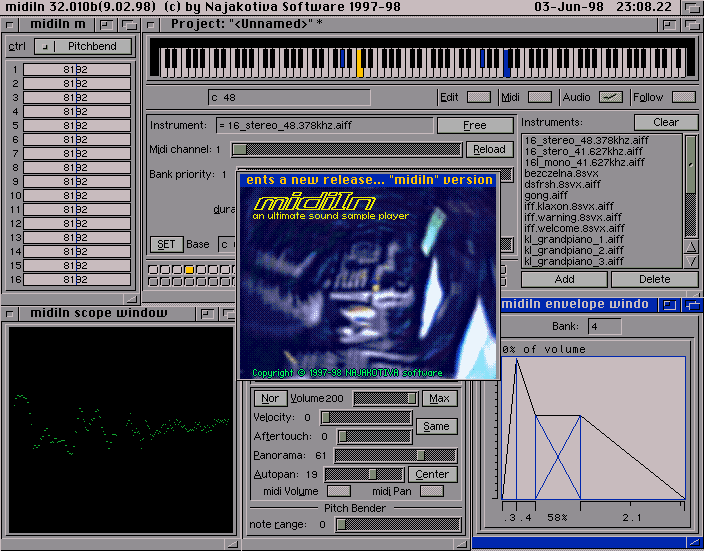 midiIn 32.010b(9.02.98) (c) by Najakotiva Software 1997-98 03-Jun-98 23:08.22
midiIn m
Project: "<Unnamed>" *
ctrl Pitchbend
1 8192
2 8192
3 8192
4 8192
5 8192
6 8192
7 8192
8 8192
9 8192
10 8192
11 8192
12 8192
13 8192
14 8192
15 8192
16 8192
c 48 Edit Midi Audio Follow
Instrument: = 16_stereo_48.378khz.aiff Free
Midi channel: 1 Reload
Bank priority: 1
dura
SET Base c
Instruments: Clear
16_stereo_48.378khz.aiff
16_stero_41.627khz.aiff
16l_mono_41.627khz.aiff
bezczelna.8svx
dsfrsh.8svx.aiff
gong.aiff
iff.klaxon.8svx.aiff
iff.warning.8svx.aiff
iff.welcome.8svx.aiff
kl_grandpiano_1.aiff
kl_grandpiano_2.aiff
kl_grandpiano_3.aiff
Add Delete
ents a new release... "midiIn" version
midiIn
an ultimate sound sample player
Copyright © 1997-98 NAJAKOTIVA software
midiIn scope window
Nor Volume 200 Max
Velocity: 0
Aftertouch: 0
Same
Panorama: 61
Autopan: 19 Center
midi Volume midi Pan
Pitch Bender
note range: 0
midiIn envelope windo
Bank: 4
0% of volume
.3 .4 58% 2.1